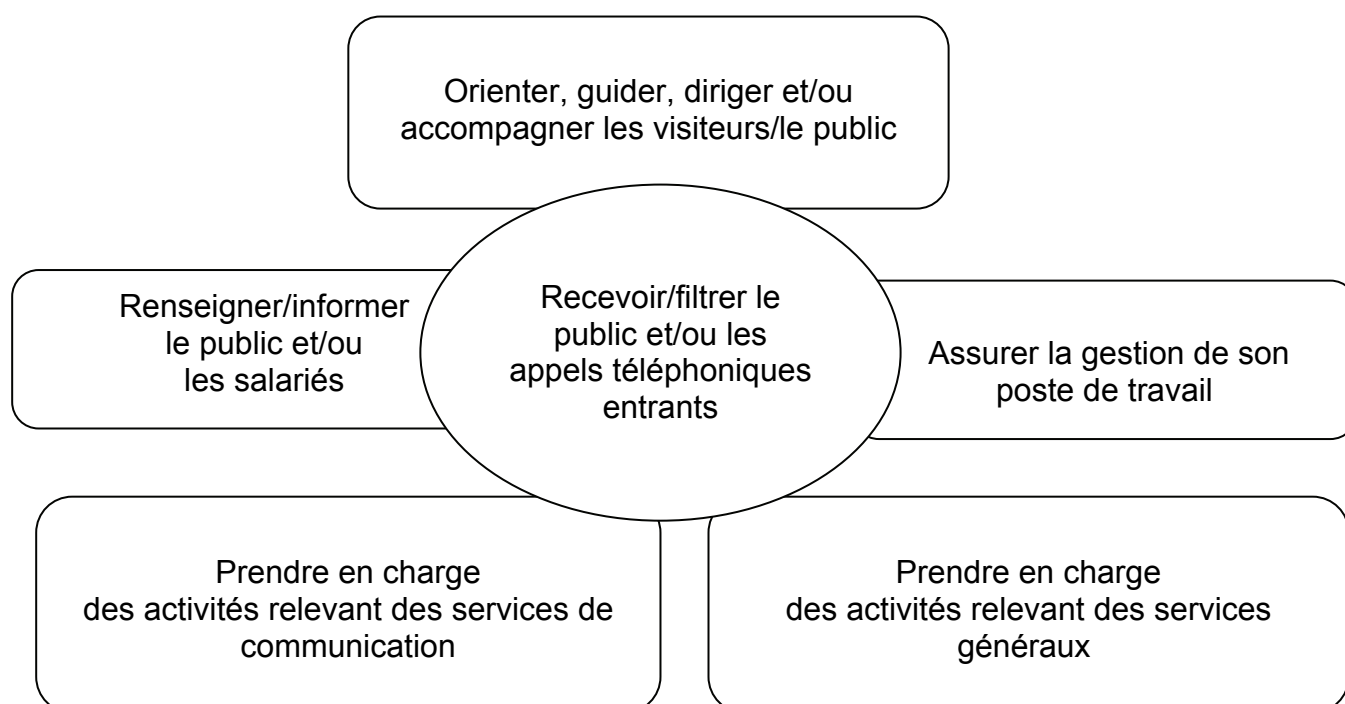 Orienter, guider, diriger et/ou
accompagner les visiteurs/le public
Renseigner/informer
le public et/ou
les salariés
Recevoir/filtrer le
public et/ou les
appels téléphoniques
entrants
Assurer la gestion de son
poste de travail
Prendre en charge
des activités relevant des services de
communication
Prendre en charge
des activités relevant des services
généraux